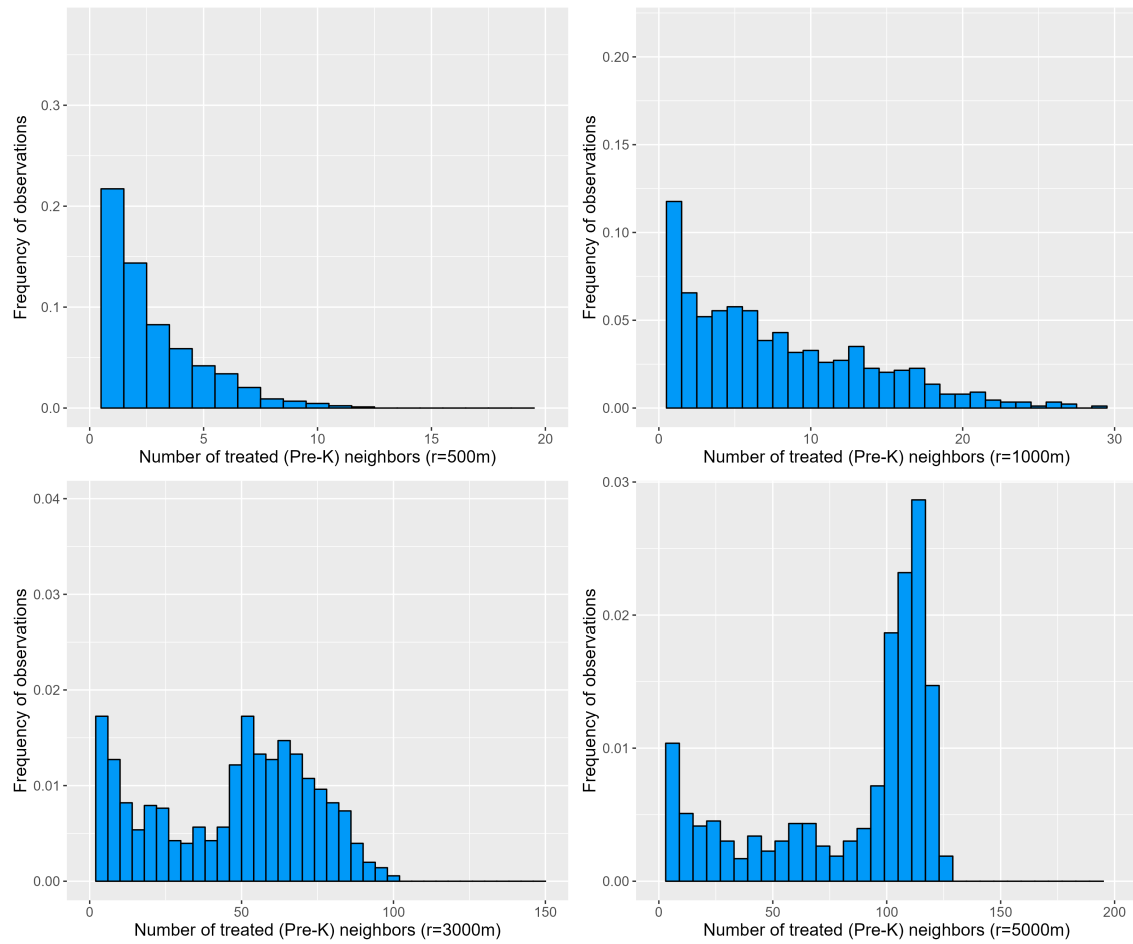 Frequency of observations
0.3
0.2
0.1
0.0
0 5 10 15 20
Number of treated (Pre-K) neighbors (r=500m)
Frequency of observations
0.20
0.15
0.10
0.05
0.00
0 10 20 30
Number of treated (Pre-K) neighbors (r=1000m)
Frequency of observations
0.04
0.03
0.02
0.01
0.00
0 50 100 150
Number of treated (Pre-K) neighbors (r=3000m)
Frequency of observations
0.03
0.02
0.01
0.00
0 50 100 150 200
Number of treated (Pre-K) neighbors (r=5000m)